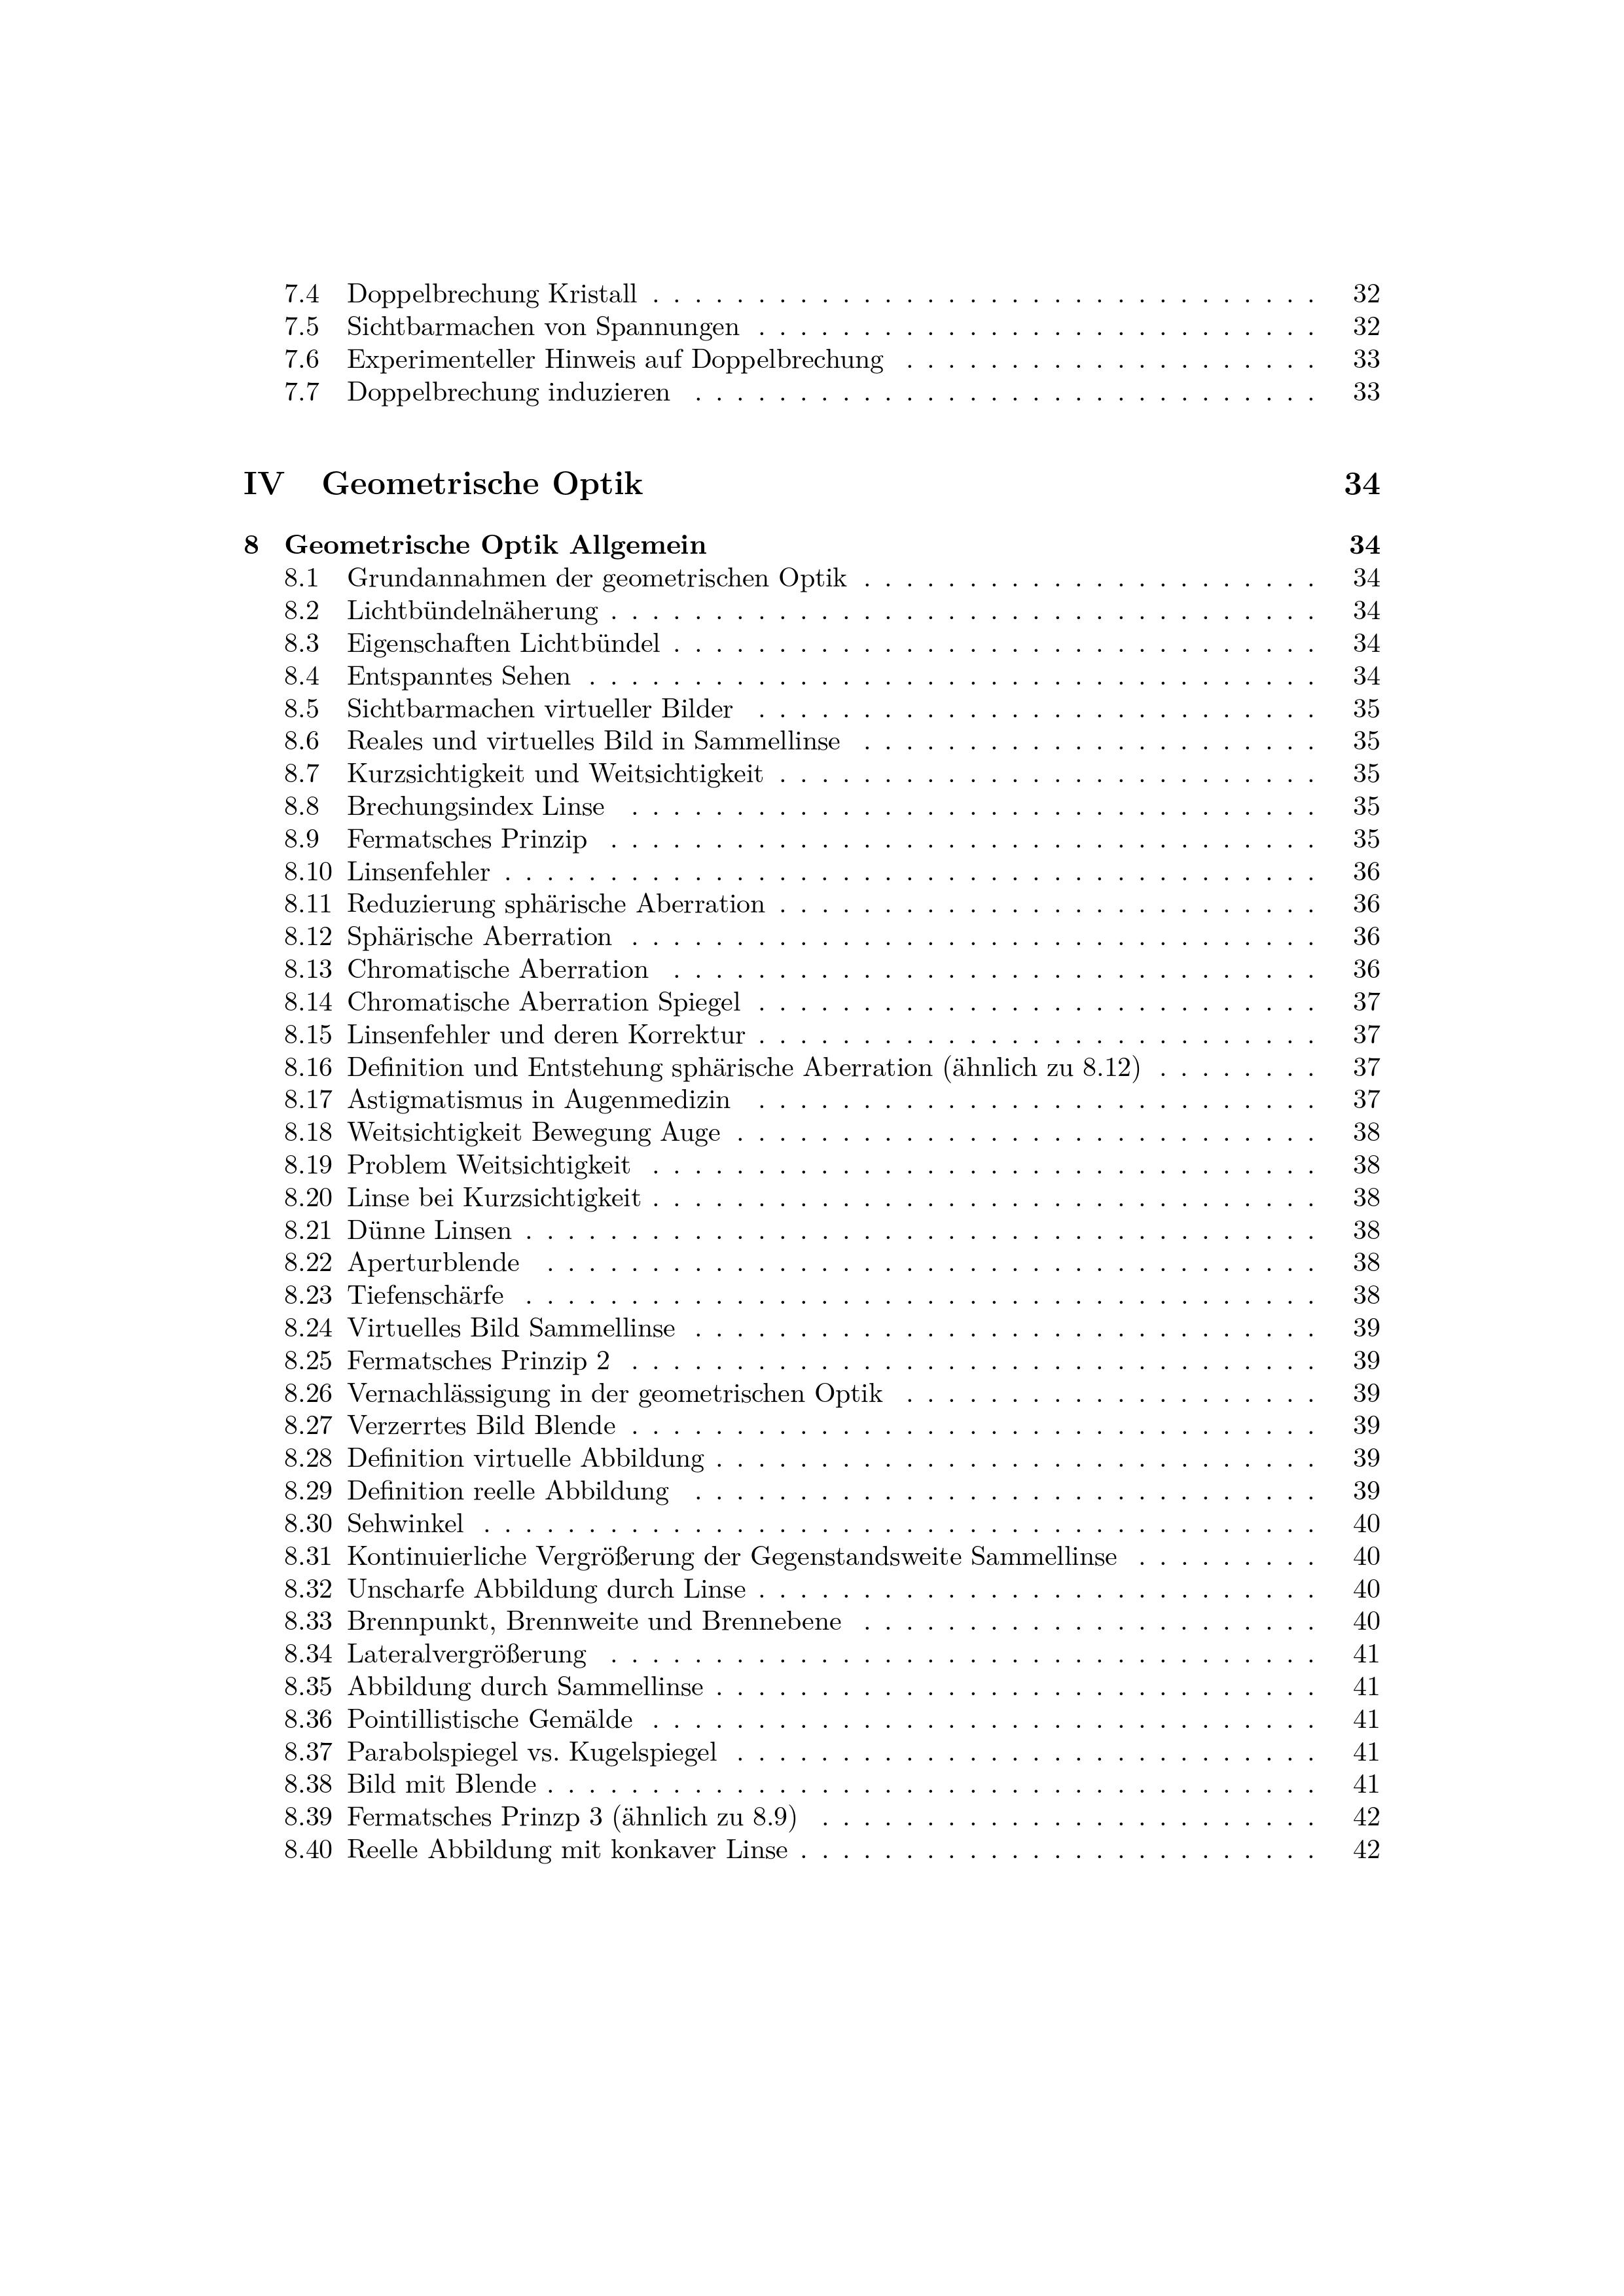 7.4 Doppelbrechung Kristall . . . . . . . . . . . . . . . . . . . . . . . . . . . . . . . . 32
7.5 Sichtbarmachen von Spannungen . . . . . . . . . . . . . . . . . . . . . . . . . . . 32
7.6 Experimenteller Hinweis auf Doppelbrechung . . . . . . . . . . . . . . . . . . . . 33
7.7 Doppelbrechung induzieren . . . . . . . . . . . . . . . . . . . . . . . . . . . . . . 33
IV Geometrische Optik 34
8 Geometrische Optik Allgemein 34
8.1 Grundannahmen der geometrischen Optik . . . . . . . . . . . . . . . . . . . . . . 34
8.2 Lichtbündelnäherung . . . . . . . . . . . . . . . . . . . . . . . . . . . . . . . . . . 34
8.3 Eigenschaften Lichtbündel . . . . . . . . . . . . . . . . . . . . . . . . . . . . . . . 34
8.4 Entspanntes Sehen . . . . . . . . . . . . . . . . . . . . . . . . . . . . . . . . . . . 34
8.5 Sichtbarmachen virtueller Bilder . . . . . . . . . . . . . . . . . . . . . . . . . . . 35
8.6 Reales und virtuelles Bild in Sammellinse . . . . . . . . . . . . . . . . . . . . . . 35
8.7 Kurzsichtigkeit und Weitsichtigkeit . . . . . . . . . . . . . . . . . . . . . . . . . . 35
8.8 Brechungsindex Linse . . . . . . . . . . . . . . . . . . . . . . . . . . . . . . . . . 35
8.9 Fermatsches Prinzip . . . . . . . . . . . . . . . . . . . . . . . . . . . . . . . . . . 35
8.10 Linsenfehler . . . . . . . . . . . . . . . . . . . . . . . . . . . . . . . . . . . . . . . 36
8.11 Reduzierung sphärische Aberration . . . . . . . . . . . . . . . . . . . . . . . . . . 36
8.12 Sphärische Aberration . . . . . . . . . . . . . . . . . . . . . . . . . . . . . . . . . 36
8.13 Chromatische Aberration . . . . . . . . . . . . . . . . . . . . . . . . . . . . . . . 36
8.14 Chromatische Aberration Spiegel . . . . . . . . . . . . . . . . . . . . . . . . . . . 37
8.15 Linsenfehler und deren Korrektur . . . . . . . . . . . . . . . . . . . . . . . . . . . 37
8.16 Definition und Entstehung sphärische Aberration (ähnlich zu 8.12) . . . . . . . . 37
8.17 Astigmatismus in Augenmedizin . . . . . . . . . . . . . . . . . . . . . . . . . . . 37
8.18 Weitsichtigkeit Bewegung Auge . . . . . . . . . . . . . . . . . . . . . . . . . . . . 38
8.19 Problem Weitsichtigkeit . . . . . . . . . . . . . . . . . . . . . . . . . . . . . . . . 38
8.20 Linse bei Kurzsichtigkeit . . . . . . . . . . . . . . . . . . . . . . . . . . . . . . . . 38
8.21 Dünne Linsen . . . . . . . . . . . . . . . . . . . . . . . . . . . . . . . . . . . . . . 38
8.22 Aperturblende . . . . . . . . . . . . . . . . . . . . . . . . . . . . . . . . . . . . . 38
8.23 Tiefenschärfe . . . . . . . . . . . . . . . . . . . . . . . . . . . . . . . . . . . . . . 38
8.24 Virtuelles Bild Sammellinse . . . . . . . . . . . . . . . . . . . . . . . . . . . . . . 39
8.25 Fermatsches Prinzip 2 . . . . . . . . . . . . . . . . . . . . . . . . . . . . . . . . . 39
8.26 Vernachlässigung in der geometrischen Optik . . . . . . . . . . . . . . . . . . . . 39
8.27 Verzerrtes Bild Blende . . . . . . . . . . . . . . . . . . . . . . . . . . . . . . . . . 39
8.28 Definition virtuelle Abbildung . . . . . . . . . . . . . . . . . . . . . . . . . . . . . 39
8.29 Definition reelle Abbildung . . . . . . . . . . . . . . . . . . . . . . . . . . . . . . 39
8.30 Sehwinkel . . . . . . . . . . . . . . . . . . . . . . . . . . . . . . . . . . . . . . . . 40
8.31 Kontinuierliche Vergrößerung der Gegenstandsweite Sammellinse . . . . . . . . . 40
8.32 Unscharfe Abbildung durch Linse . . . . . . . . . . . . . . . . . . . . . . . . . . . 40
8.33 Brennpunkt, Brennweite und Brennebene . . . . . . . . . . . . . . . . . . . . . . 40
8.34 Lateralvergrößerung . . . . . . . . . . . . . . . . . . . . . . . . . . . . . . . . . . 41
8.35 Abbildung durch Sammellinse . . . . . . . . . . . . . . . . . . . . . . . . . . . . . 41
8.36 Pointillistische Gemälde . . . . . . . . . . . . . . . . . . . . . . . . . . . . . . . . 41
8.37 Parabolspiegel vs. Kugelspiegel . . . . . . . . . . . . . . . . . . . . . . . . . . . . 41
8.38 Bild mit Blende . . . . . . . . . . . . . . . . . . . . . . . . . . . . . . . . . . . . . 41
8.39 Fermatsches Prinzp 3 (ähnlich zu 8.9) . . . . . . . . . . . . . . . . . . . . . . . . 42
8.40 Reelle Abbildung mit konkaver Linse . . . . . . . . . . . . . . . . . . . . . . . . . 42